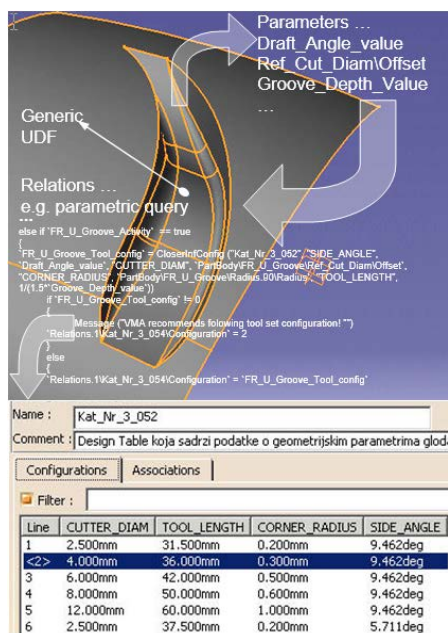 Parameters ...
Draft_Angle_value
Ref_Cut_Diam\Offset
Groove_Depth_Value
...
Generic
UDF
Relations ...
e.g. parametric query
...
else if `FR_U_Groove_Activity` == true
{
`FR_U_Groove_Tool_config` = CloserInfConfig ("Kat_Nr_3_052", "SIDE_ANGLE",
`Draft_Angle_value`, "CUTTER_DIAM", `PartBody\FR_U_Groove\Ref_Cut_Diam\Offset`,
"CORNER_RADIUS", `PartBody\FR_U_Groove\Radius.90\Radius`, "TOOL_LENGTH",
1/(1.5*`Groove_Depth_value`))
if `FR_U_Groove_Tool_config` != 0
{
Message ("VMA recommends folowing tool set configuration! "")
`Relations.1\Kat_Nr_3_054\Configuration` = 2
}
else
{
`Relations.1\Kat_Nr_3_054\Configuration` = `FR_U_Groove_Tool_config`
Name : Kat_Nr_3_052
Comment : Design Table koja sadrzi podatke o geometrijskim parametrima gloda
Configurations Associations
Filter :
Line CUTTER_DIAM TOOL_LENGTH CORNER_RADIUS SIDE_ANGLE
1 2.500mm 31.500mm 0.200mm 9.462deg
<2> 4.000mm 36.000mm 0.300mm 9.462deg
3 6.000mm 42.000mm 0.500mm 9.462deg
4 8.000mm 50.000mm 0.600mm 9.462deg
5 12.000mm 60.000mm 1.000mm 9.462deg
6 2.500mm 37.500mm 0.200mm 5.711deg